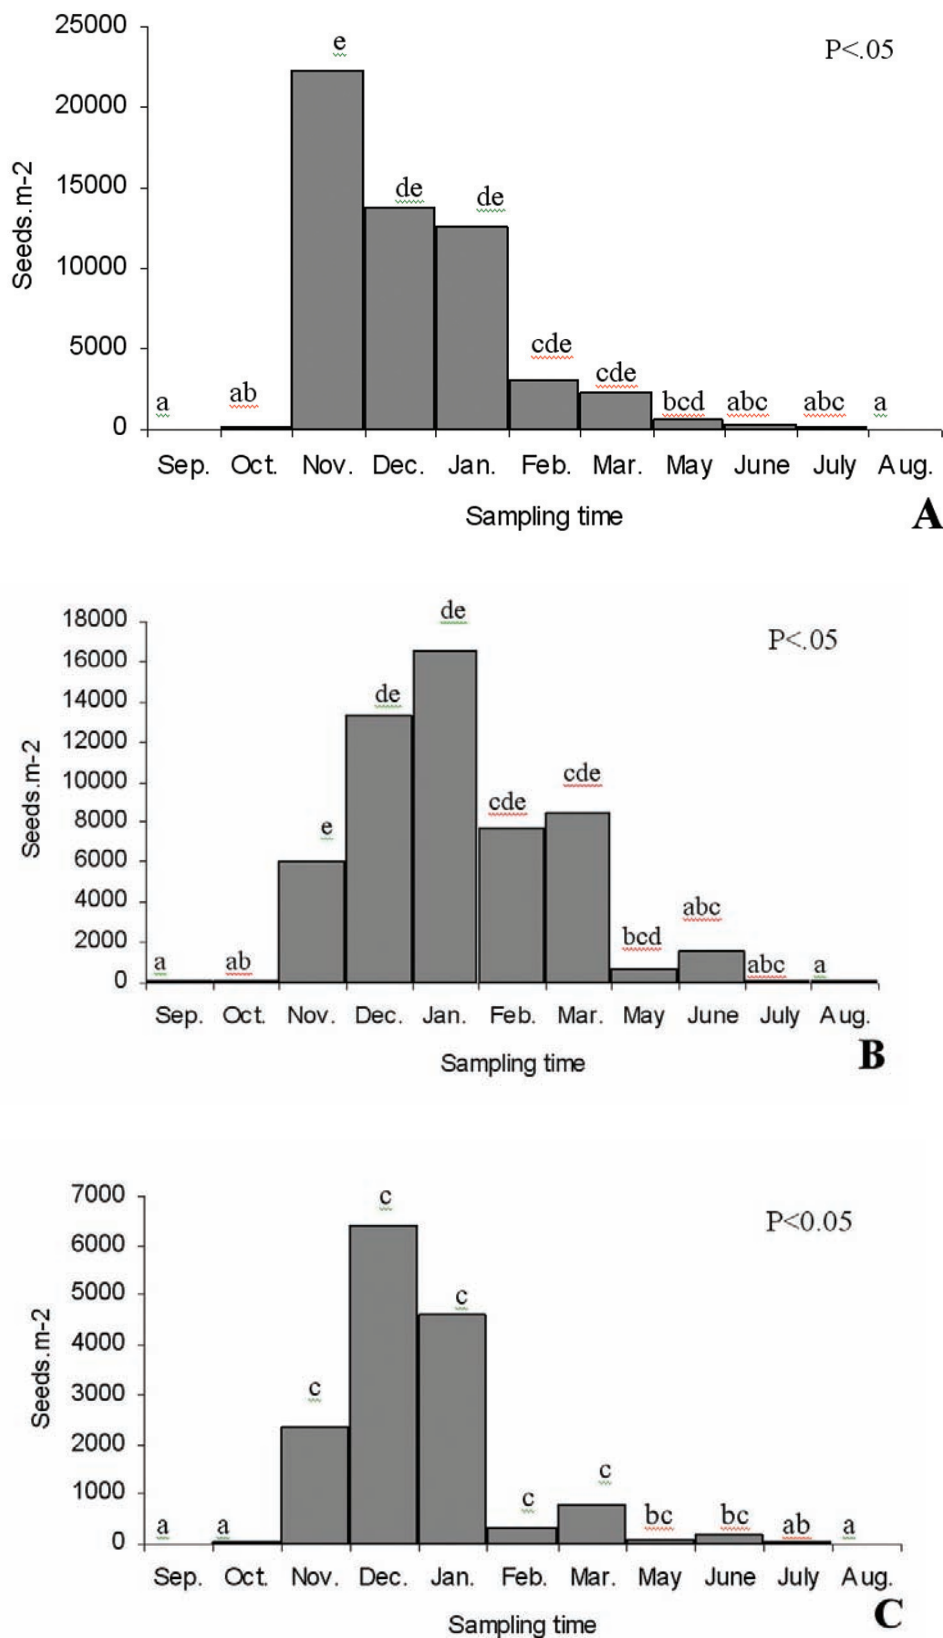 25000
e
P<.05
20000
de
de
15000
Seeds.m-2
10000
5000
cde
cde
a
ab
bcd
abc
abc
a
0
Sep. Oct. Nov. Dec. Jan. Feb. Mar. May June July Aug.
Sampling time
A
18000
de
P<.05
16000
de
14000
12000
cde
10000
cde
Seeds.m-2
8000
e
6000
4000
abc
2000
bcd
a
ab
abc
a
0
Sep. Oct. Nov. Dec. Jan. Feb. Mar. May June July Aug.
Sampling time
B
7000
c
P<0.05
6000
5000
c
4000
Seeds.m-2
3000
c
2000
c
1000
c
bc
bc
a
a
ab
a
0
Sep. Oct. Nov. Dec. Jan. Feb. Mar. May June July Aug.
Sampling time
C